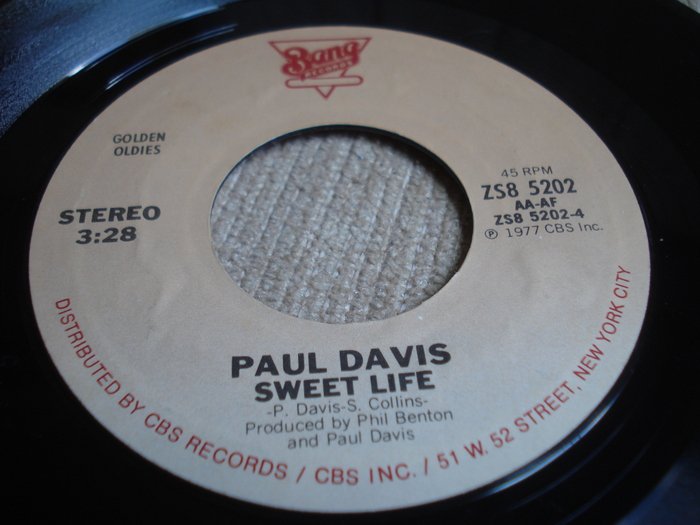 Bang
RECORDS
GOLDEN
OLDIES
STEREO
3:28
45 RPM
ZS8 5202
AA-AF
ZS8 5202-4
℗ 1977 CBS Inc.
PAUL DAVIS
SWEET LIFE
-P. Davis-S. Collins-
Produced by Phil Benton
and Paul Davis
DISTRIBUTED BY CBS RECORDS / CBS INC. / 51 W. 52 STREET, NEW YORK CITY